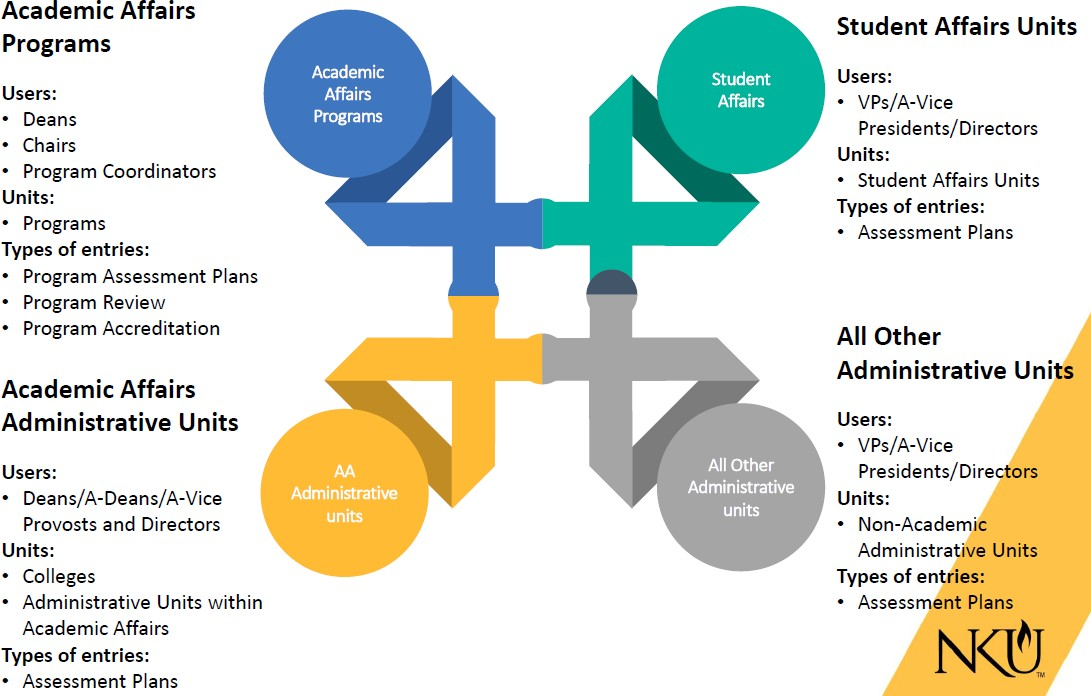 Academic Affairs
Programs
Users:
• Deans
• Chairs
• Program Coordinators
Units:
• Programs
Types of entries:
• Program Assessment Plans
• Program Review
• Program Accreditation
Academic Affairs
Administrative Units
Users:
• Deans/A-Deans/A-Vice
Provosts and Directors
Units:
• Colleges
• Administrative Units within
Academic Affairs
Types of entries:
• Assessment Plans
Academic
Affairs
Programs
Student
Affairs
AA
Administrative
units
All Other
Administrative
units
Student Affairs Units
Users:
• VPs/A-Vice
Presidents/Directors
Units:
• Student Affairs Units
Types of entries:
• Assessment Plans
All Other
Administrative Units
Users:
• VPs/A-Vice
Presidents/Directors
Units:
• Non-Academic
Administrative Units
Types of entries:
• Assessment Plans
NKU
TM